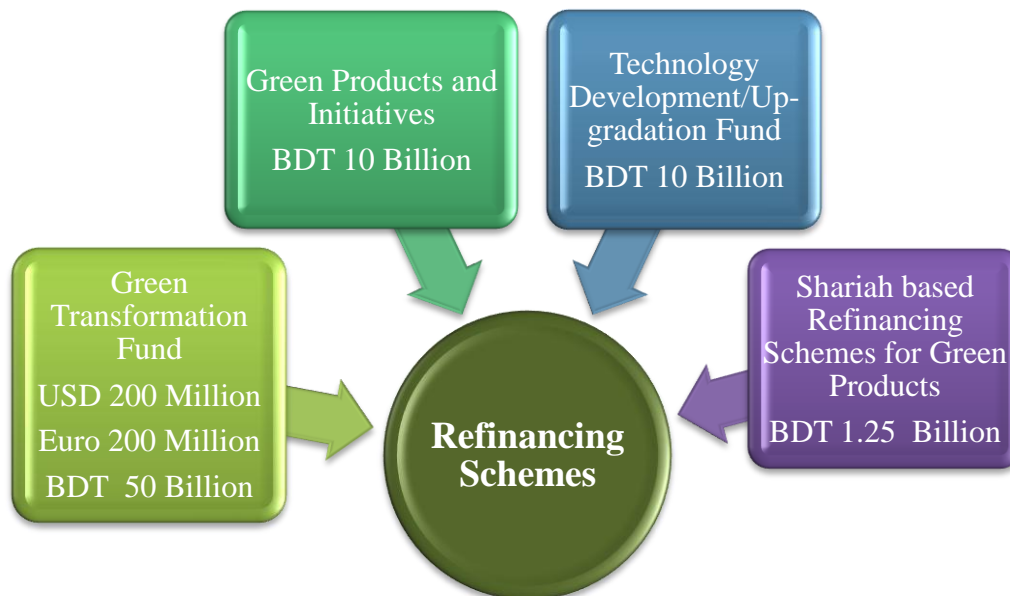 Green Products and
Initiatives
BDT 10 Billion
Technology
Development/Up-
gradation Fund
BDT 10 Billion
Green
Transformation
Fund
USD 200 Million
Euro 200 Million
BDT 50 Billion
Shariah based
Refinancing
Schemes for Green
Products
BDT 1.25 Billion
Refinancing
Schemes